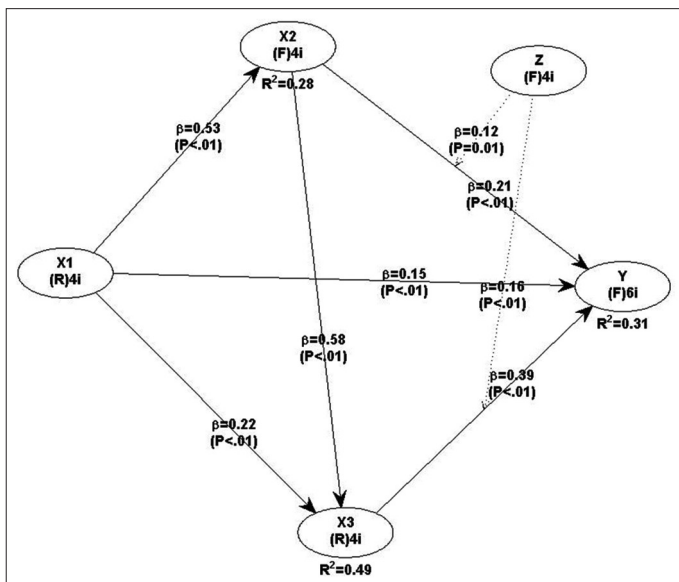 X2
(F)4i
R²=0.28
Z
(F)4i
β=0.53
(P<.01)
β=0.12
(P=0.01)
β=0.21
(P<.01)
X1
(R)4i
β=0.15
(P<.01)
β=0.16
(P<.01)
Y
(F)6i
R²=0.31
β=0.58
(P<.01)
β=0.39
(P<.01)
β=0.22
(P<.01)
X3
(R)4i
R²=0.49